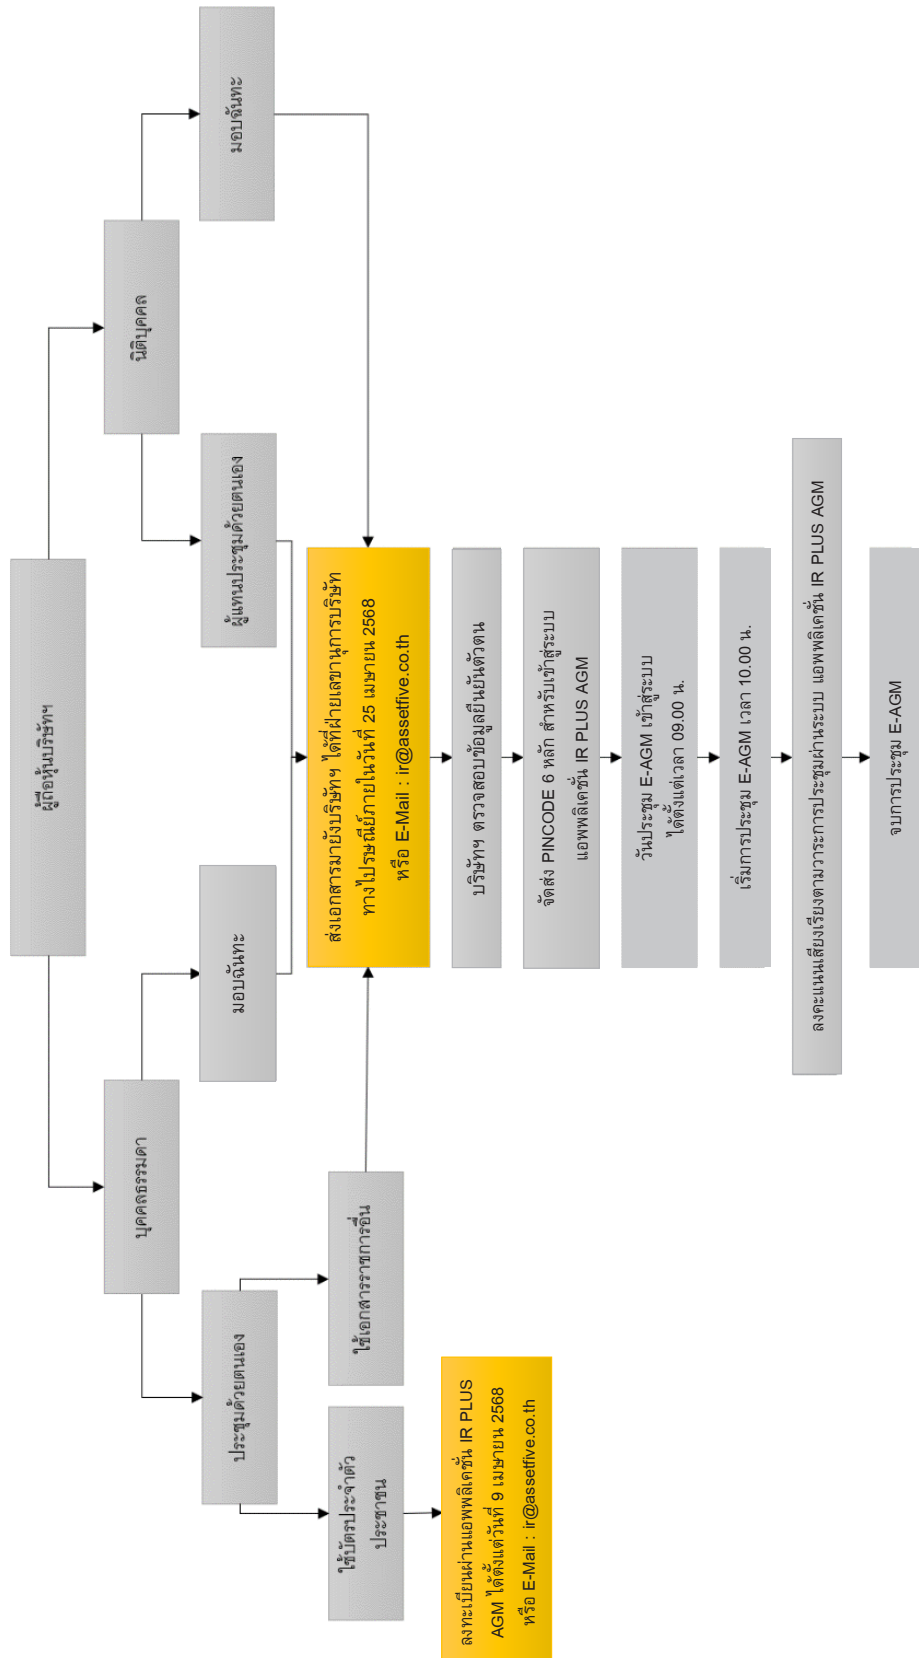 ผู้ถือหุ้นบริษัทฯ
บุคคลธรรมดา
นิติบุคคล
ประชุมด้วยตนเอง
มอบฉันทะ
ผู้แทนประชุมด้วยตนเอง
มอบฉันทะ
ใช้บัตรประจำตัว
ประชาชน
ใช้เอกสารราชการอื่น
ลงทะเบียนผ่านแอพพลิเคชั่น IR PLUS
AGM ได้ตั้งแต่วันที่ 9 เมษายน 2568
หรือ E-Mail : ir@assetfive.co.th
ส่งเอกสารมายังบริษัทฯ ได้ที่ฝ่ายเลขานุการบริษัท
ทางไปรษณีย์ภายในวันที่ 25 เมษายน 2568
หรือ E-Mail : ir@assetfive.co.th
บริษัทฯ ตรวจสอบข้อมูลยืนยันตัวตน
จัดส่ง PINCODE 6 หลัก สำหรับเข้าสู่ระบบ
แอพพลิเคชั่น IR PLUS AGM
วันประชุม E-AGM เข้าสู่ระบบ
ได้ตั้งแต่เวลา 09.00 น.
เริ่มการประชุม E-AGM เวลา 10.00 น.
ลงคะแนนเสียงเรียงตามวาระการประชุมผ่านระบบ แอพพลิเคชั่น IR PLUS AGM
จบการประชุม E-AGM